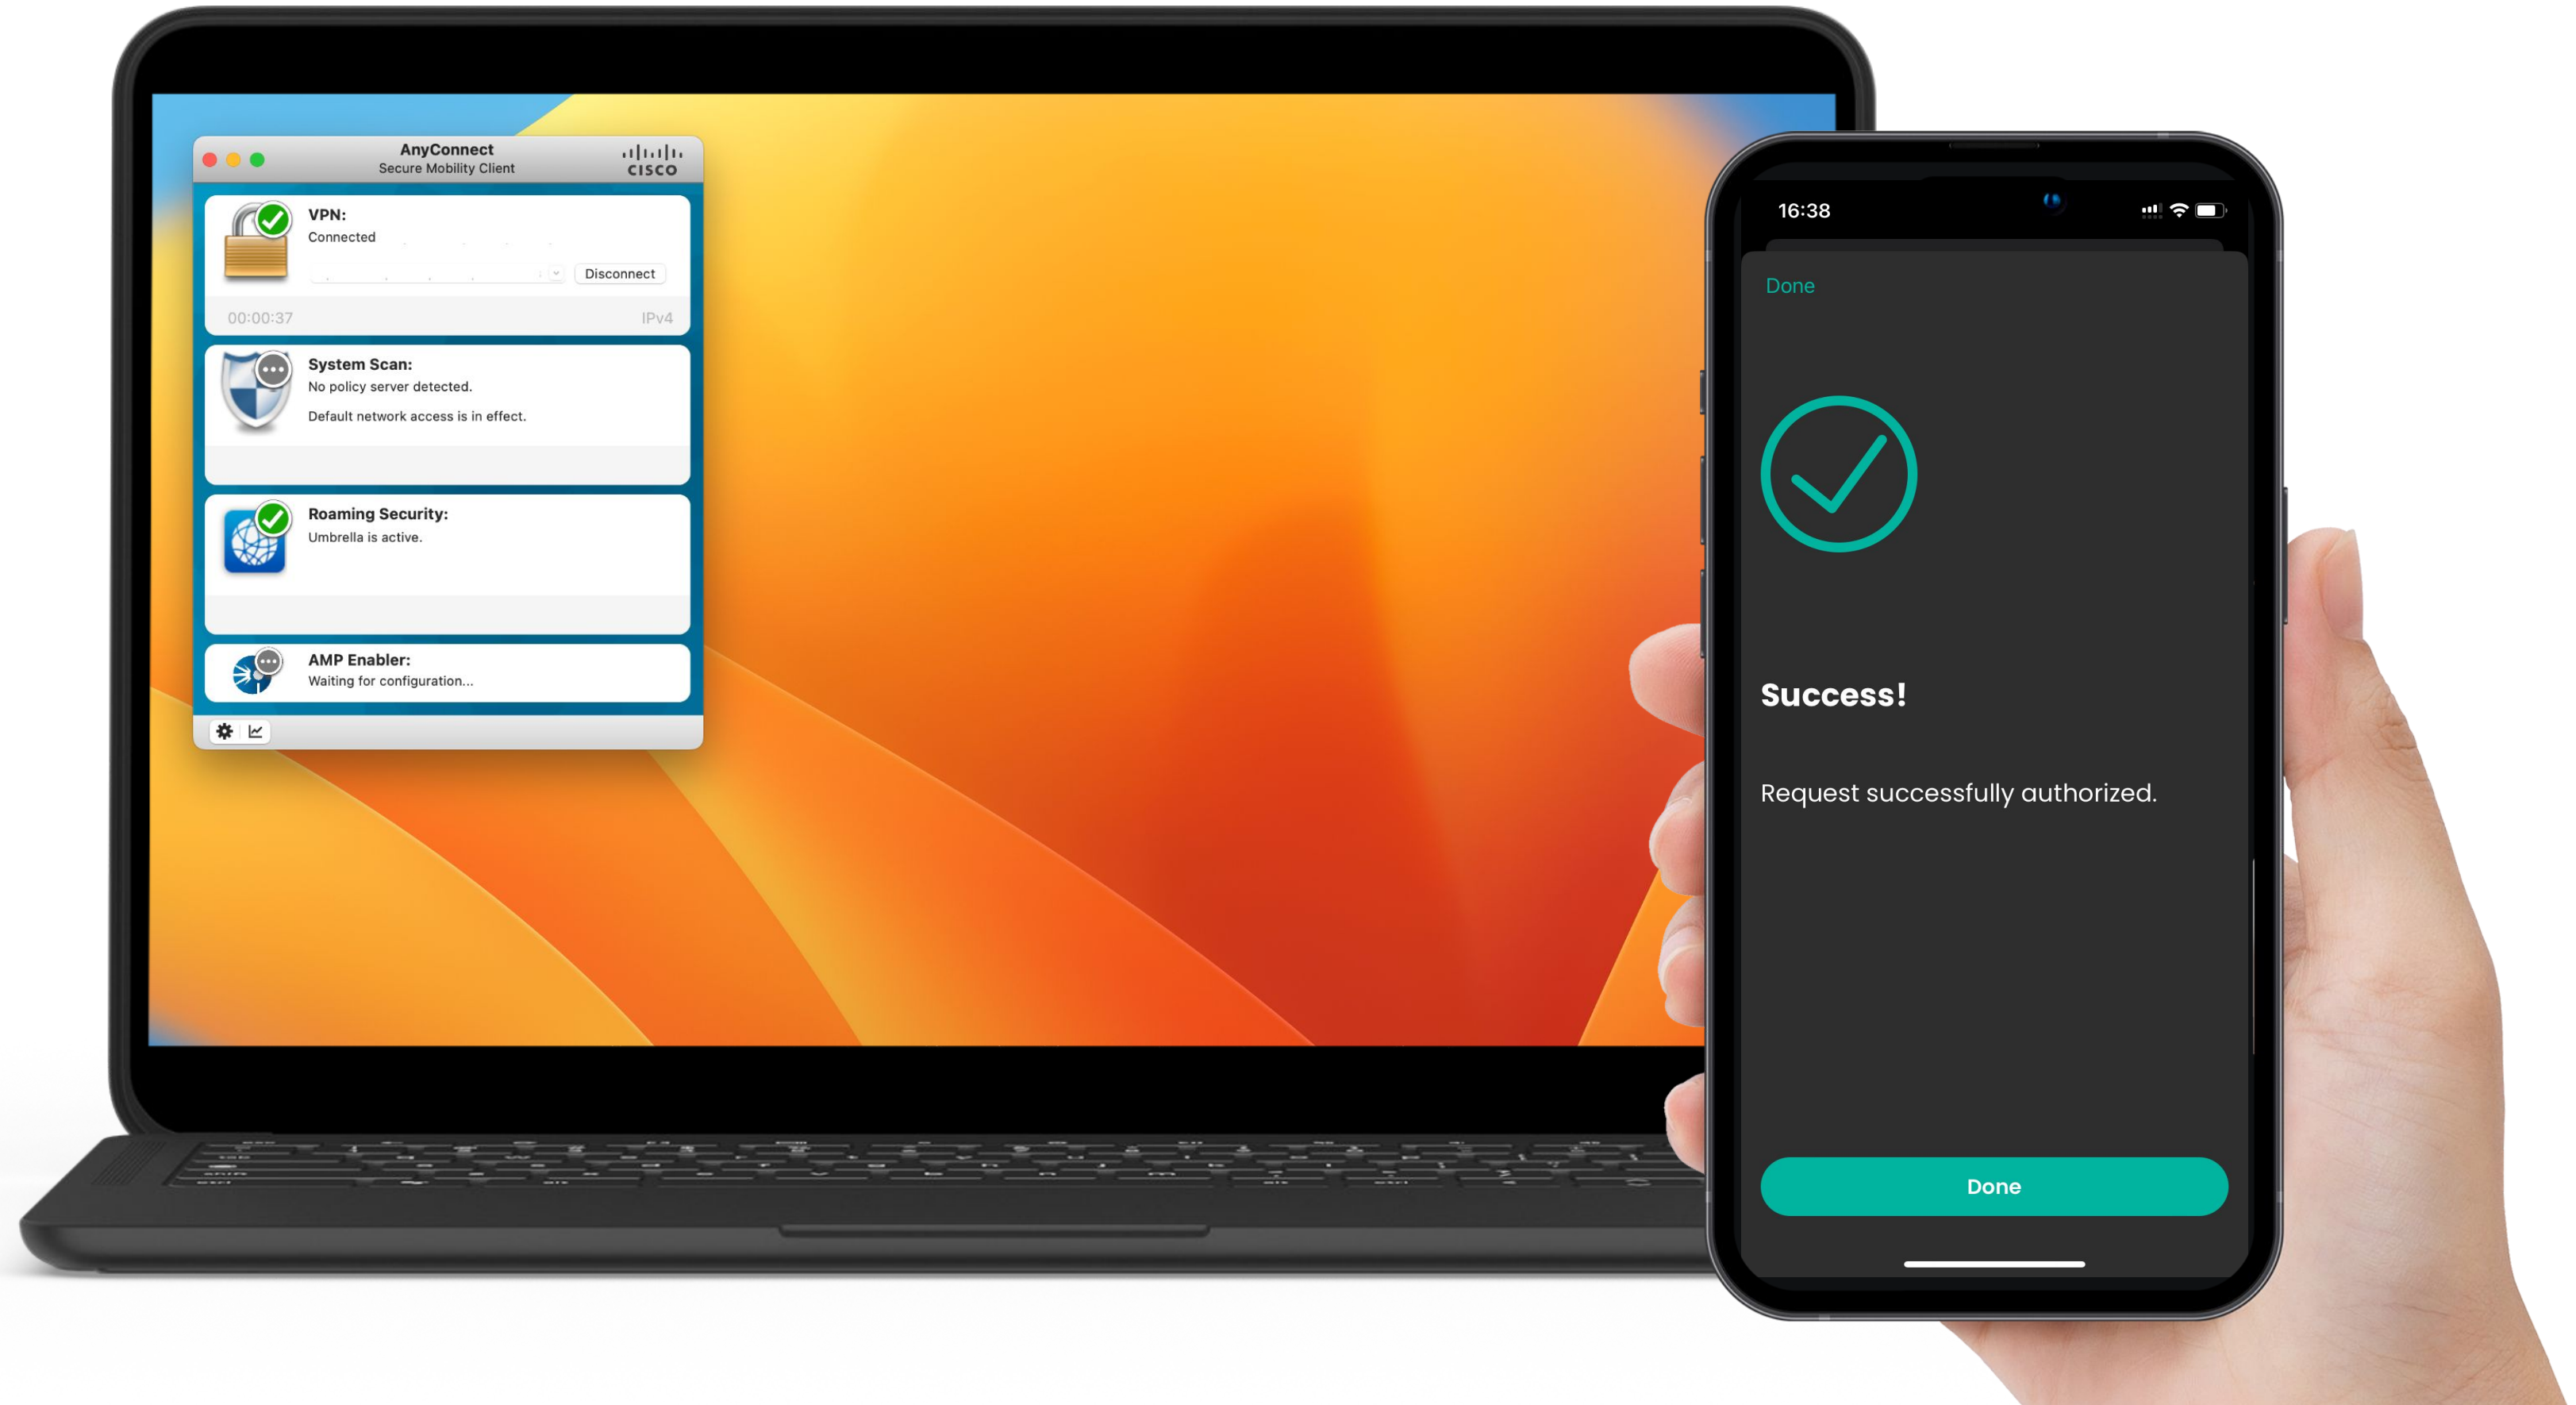 AnyConnect
Secure Mobility Client
CISCO
VPN:
Connected
Disconnect
00:00:37
IPv4
System Scan:
No policy server detected.
Default network access is in effect.
Roaming Security:
Umbrella is active.
AMP Enabler:
Waiting for configuration...
16:38
Done
Success!
Request successfully authorized.
Done